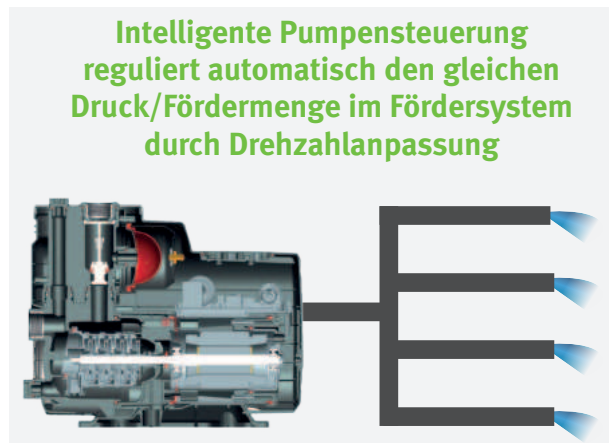 Intelligente Pumpensteuerung
reguliert automatisch den gleichen
Druck/Fördermenge im Fördersystem
durch Drehzahlanpassung